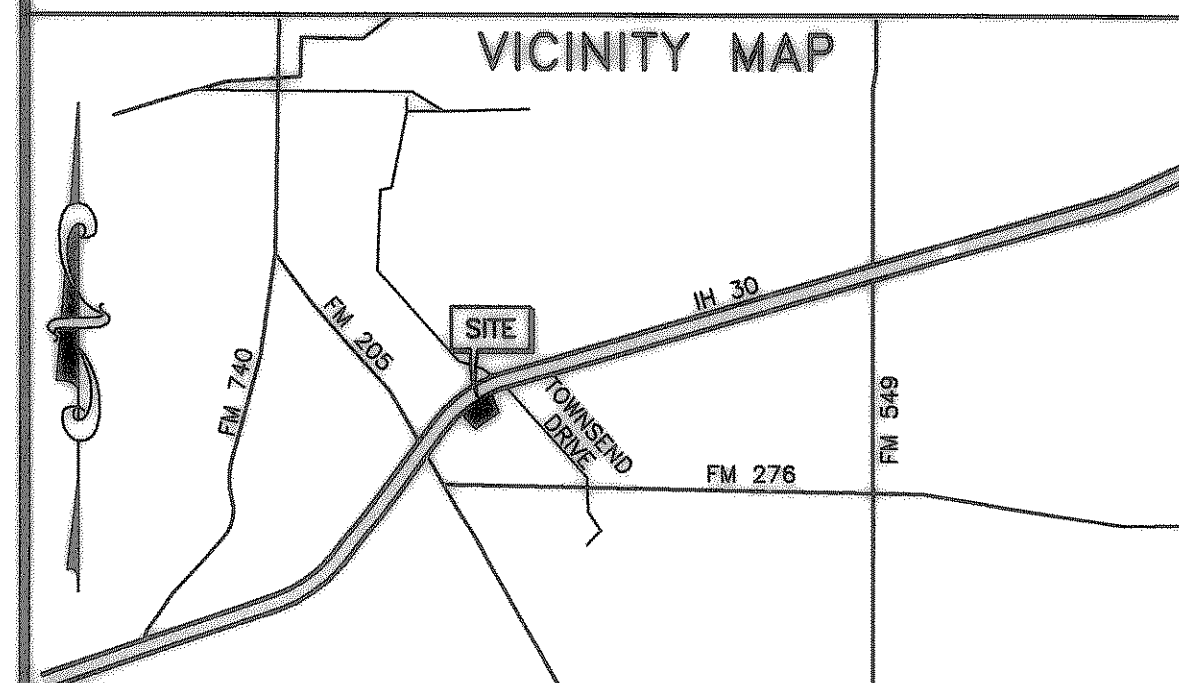 VICINITY MAP
IH 30
FM 205
SITE
FM 740
TOWNSEND
DRIVE
FM 549
FM 276